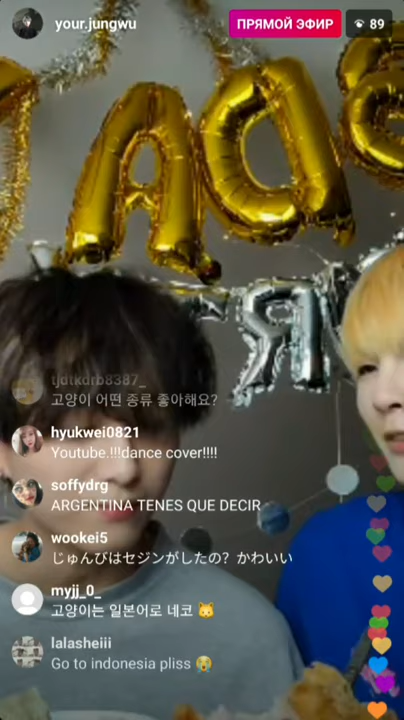 your.jungwu
ПРЯМОЙ ЭФИР
89
tjdtkdrb8387_
고양이 어떤 종류 좋아해요?
hyukwei0821
Youtube.!!!dance cover!!!!
soffydrg
ARGENTINA TENES QUE DECIR
wookei5
じゅんびはセジンがしたの？かわいい
myjj_0_
고양이는 일본어로 네코 🐱
lalasheiii
Go to indonesia pliss 😭